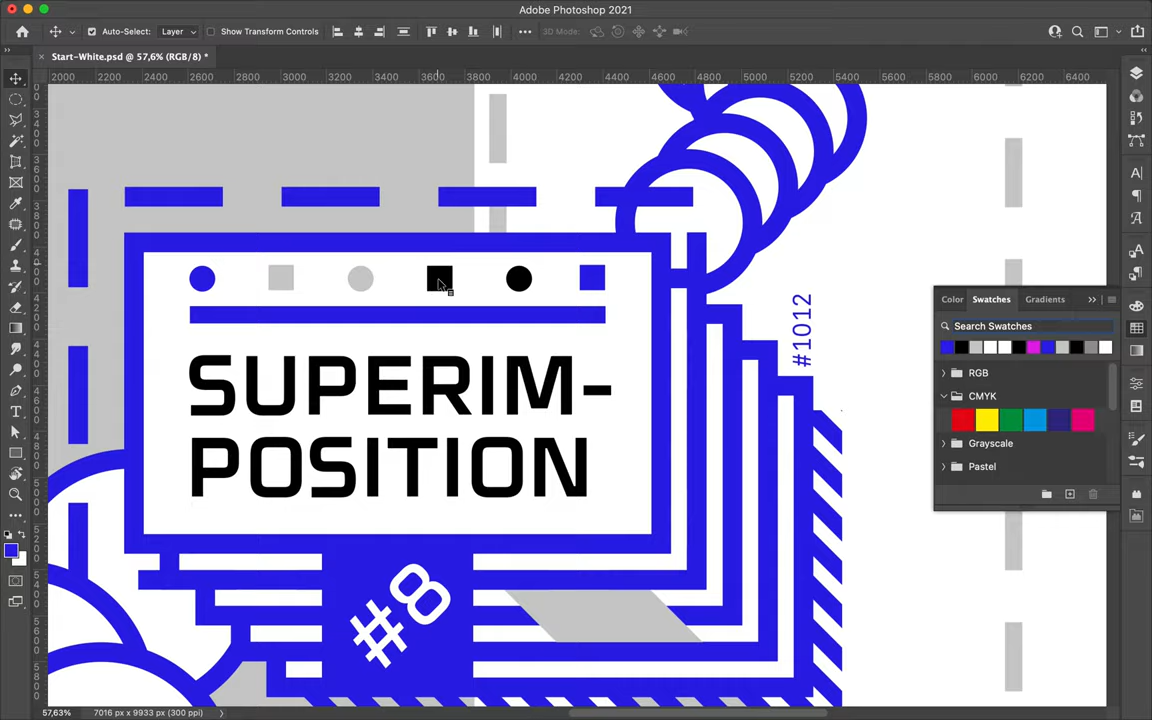 Adobe Photoshop 2021
Auto-Select:
Layer
Show Transform Controls
3D Mode:
Start-White.psd @ 57,6% (RGB/8) *
2000 2200 2400 2600 2800 3000 3200 3400 3600 3800 4000 4200 4400 4600 4800 5000 5200 5400 5600 5800 6000 6200 6400
#1012
SUPERIM-
POSITION
#8
Color Swatches Gradients
Search Swatches
RGB
CMYK
Grayscale
Pastel
57,63%
7016 px x 9933 px (300 ppi)